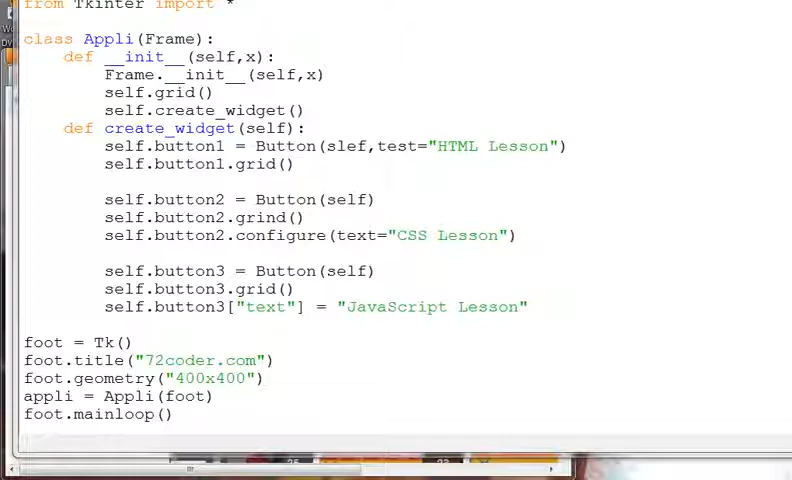 from Tkinter import *
class Appli(Frame):
def __init__(self,x):
Frame.__init__(self,x)
self.grid()
self.create_widget()
def create_widget(self):
self.button1 = Button(slef,test="HTML Lesson")
self.button1.grid()
self.button2 = Button(self)
self.button2.grind()
self.button2.configure(text="CSS Lesson")
self.button3 = Button(self)
self.button3.grid()
self.button3["text"] = "JavaScript Lesson"
foot = Tk()
foot.title("72coder.com")
foot.geometry("400x400")
appli = Appli(foot)
foot.mainloop()